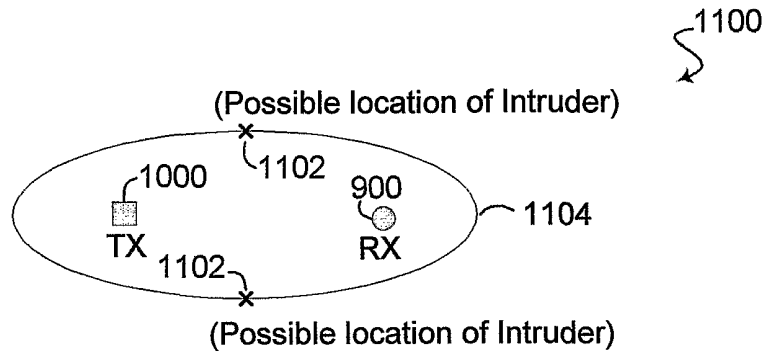 1100
(Possible location of Intruder)
1102
1000
900
1104
TX
RX
1102
(Possible location of Intruder)